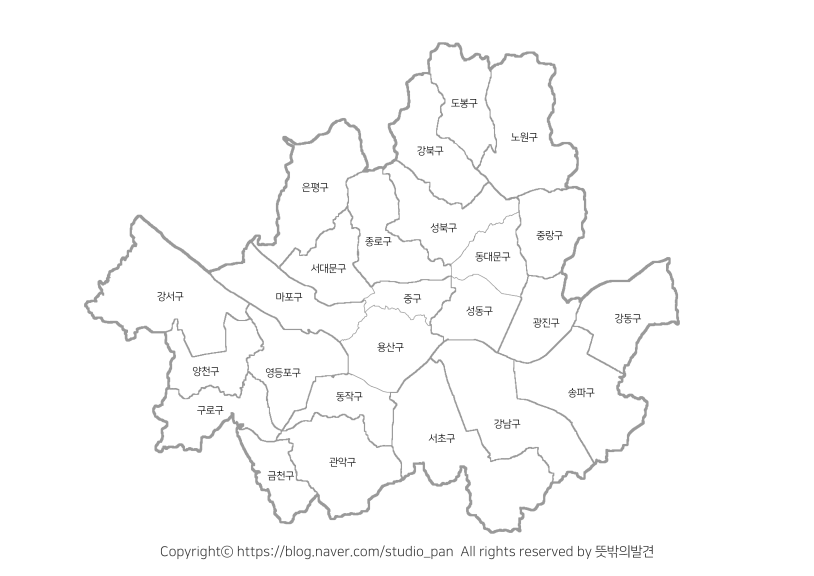 도봉구
노원구
강북구
은평구
성북구
중랑구
종로구
동대문구
서대문구
강서구
마포구
중구
성동구
광진구
강동구
용산구
양천구
영등포구
송파구
동작구
구로구
강남구
서초구
관악구
금천구
Copyrightⓒ https://blog.naver.com/studio_pan All rights reserved by 뜻밖의발견